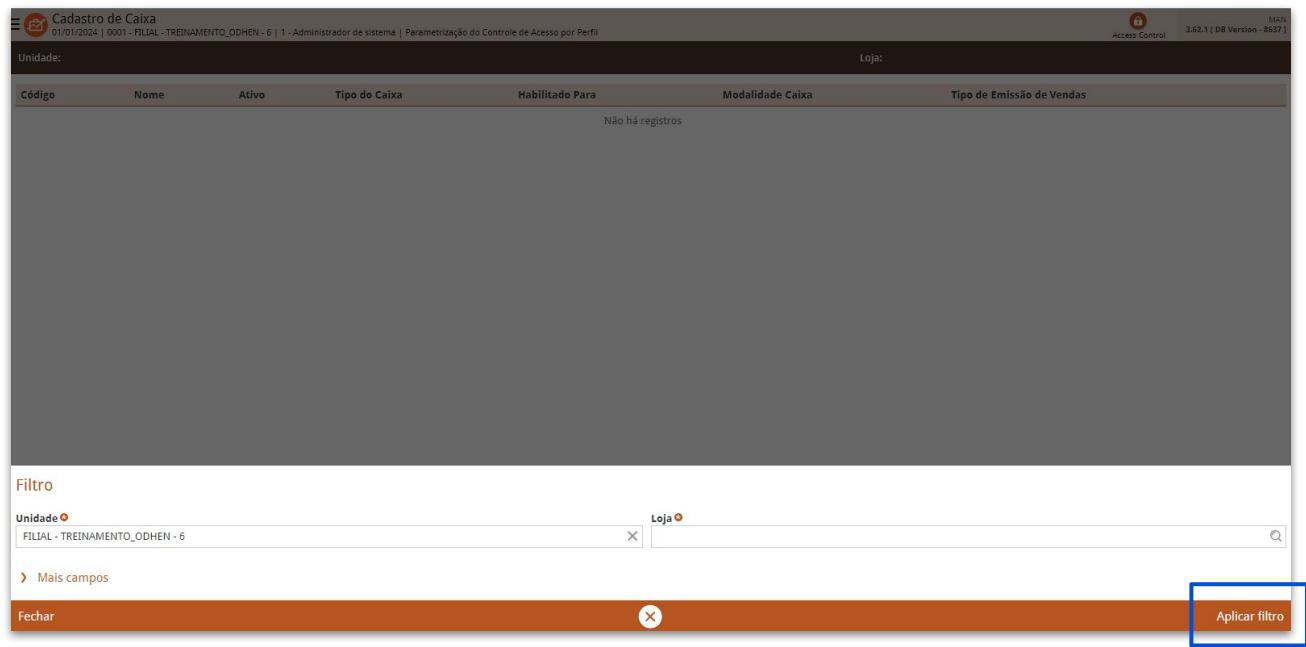 Cadastro de Caixa
01/01/2024 | 0001 - FILIAL - TREINAMENTO_ODHEN - 6 | 1 - Administrador de sistema | Parametrização do Controle de Acesso por Perfil
Access Control
MAN
3.62.1 ( DB Version - 8637 )
Unidade: Loja:
Código Nome Ativo Tipo do Caixa Habilitado Para Modalidade Caixa Tipo de Emissão de Vendas
Não há registros
Filtro
Unidade Loja
FILIAL - TREINAMENTO_ODHEN - 6
Mais campos
Fechar Aplicar filtro